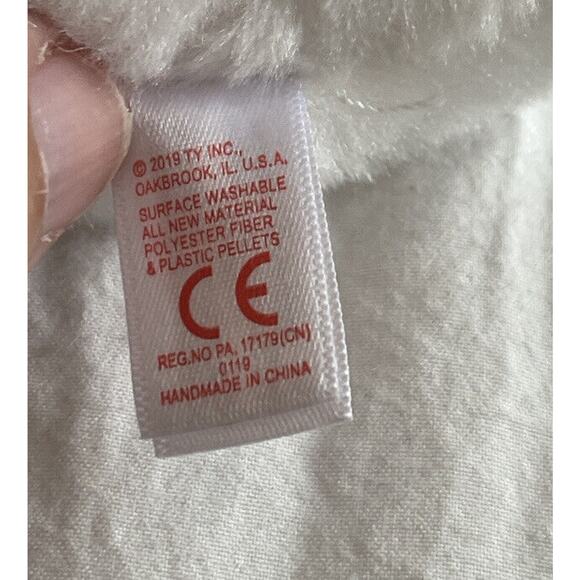 © 2019 TY INC.,
OAKBROOK, IL. U.S.A.
SURFACE WASHABLE
ALL NEW MATERIAL
POLYESTER FIBER
& PLASTIC PELLETS
CE
REG.NO PA. 17179(CN)
0119
HANDMADE IN CHINA